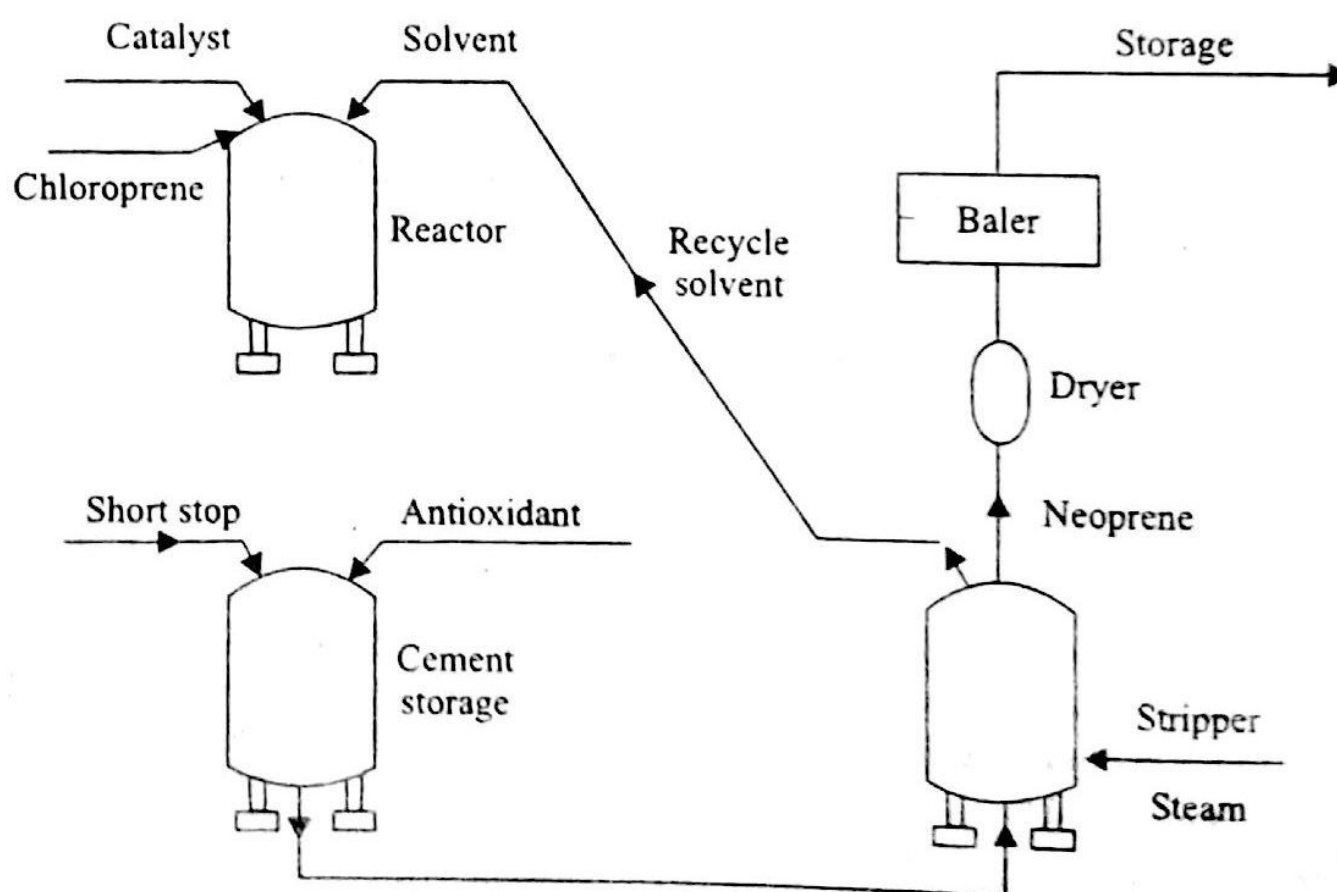 Catalyst
Solvent
Storage
Chloroprene
Reactor
Recycle
solvent
Baler
Dryer
Short stop
Antioxidant
Neoprene
Cement
storage
Stripper
Steam